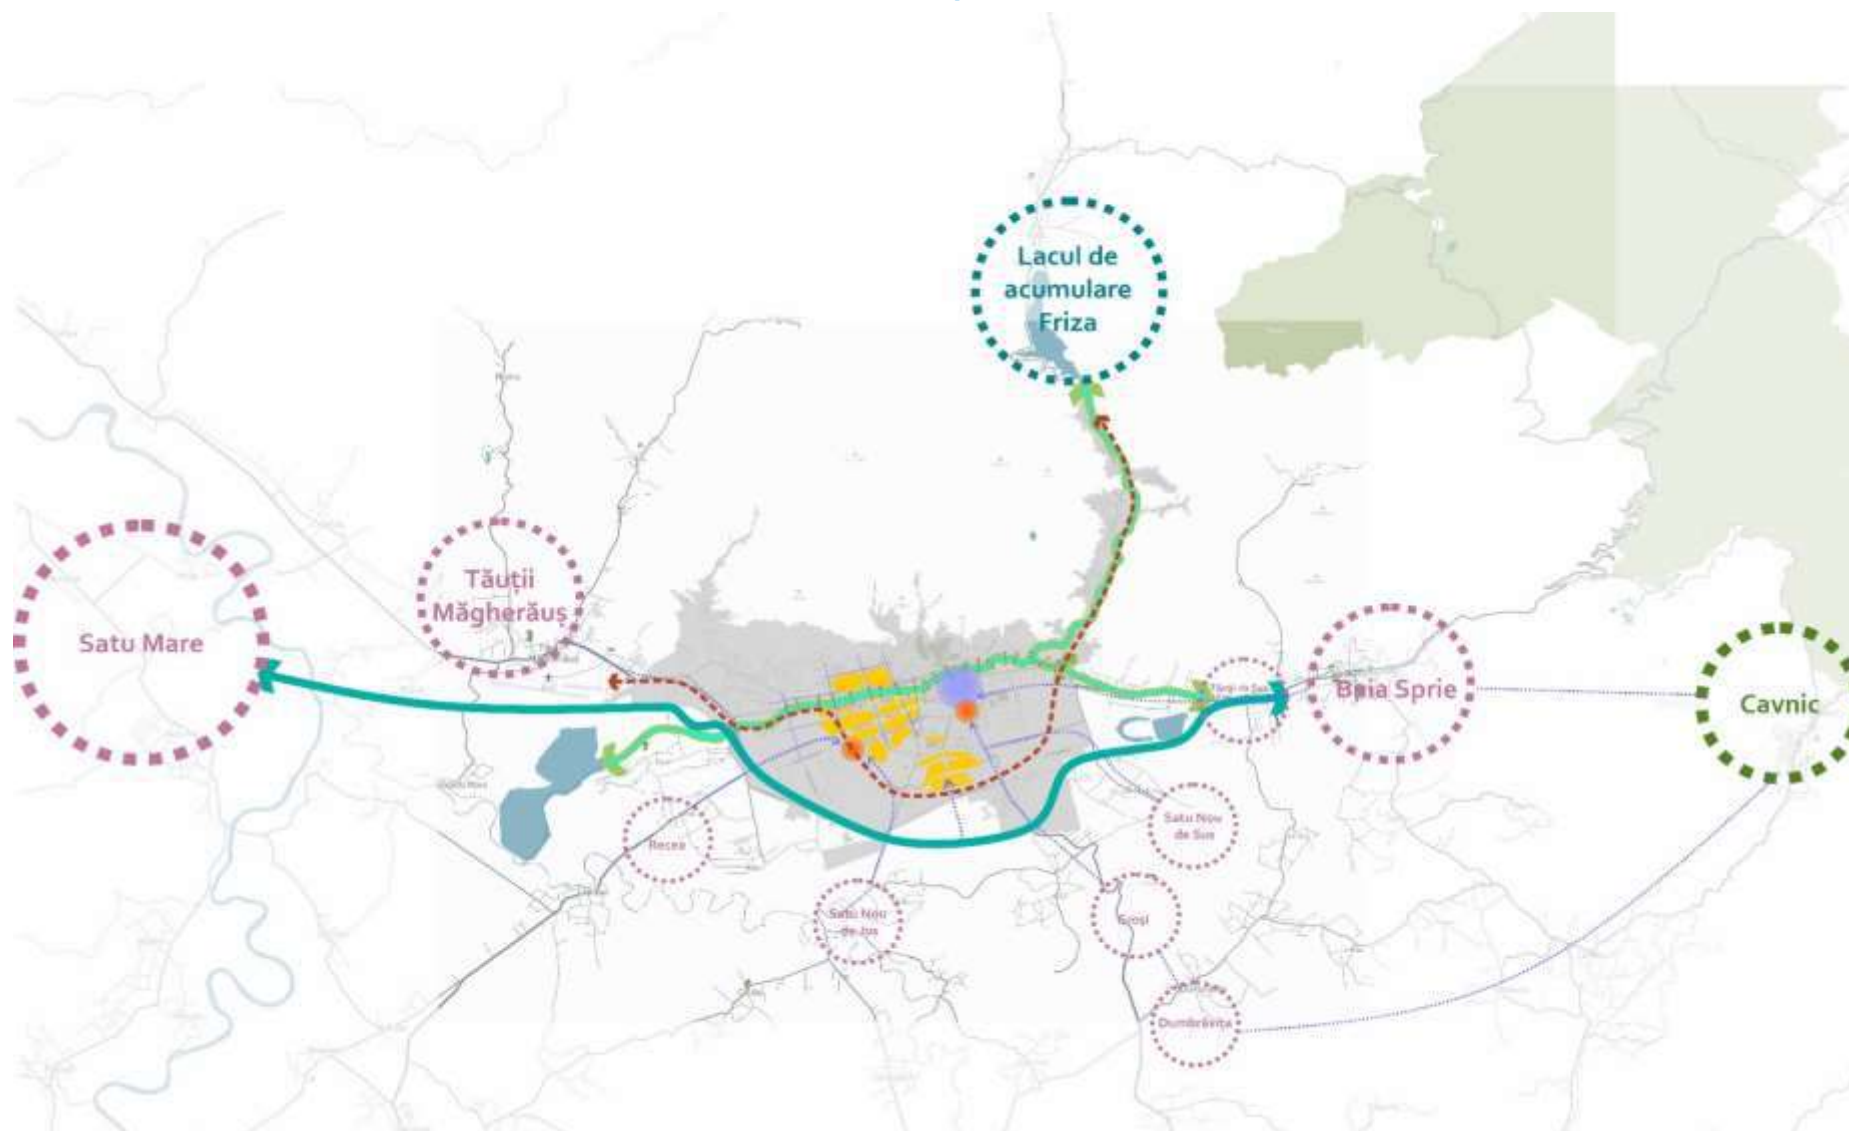 Lacul de
acumulare
Friza
Tăuții
Măgherăuș
Satu Mare
Baia Sprie
Cavnic
Recea
Satu Nou
de Sus
Satu Nou
de Jos
Groși
Dumbrăvița